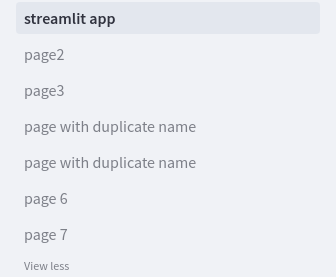 streamlit app
page2
page3
page with duplicate name
page with duplicate name
page 6
page 7
View less